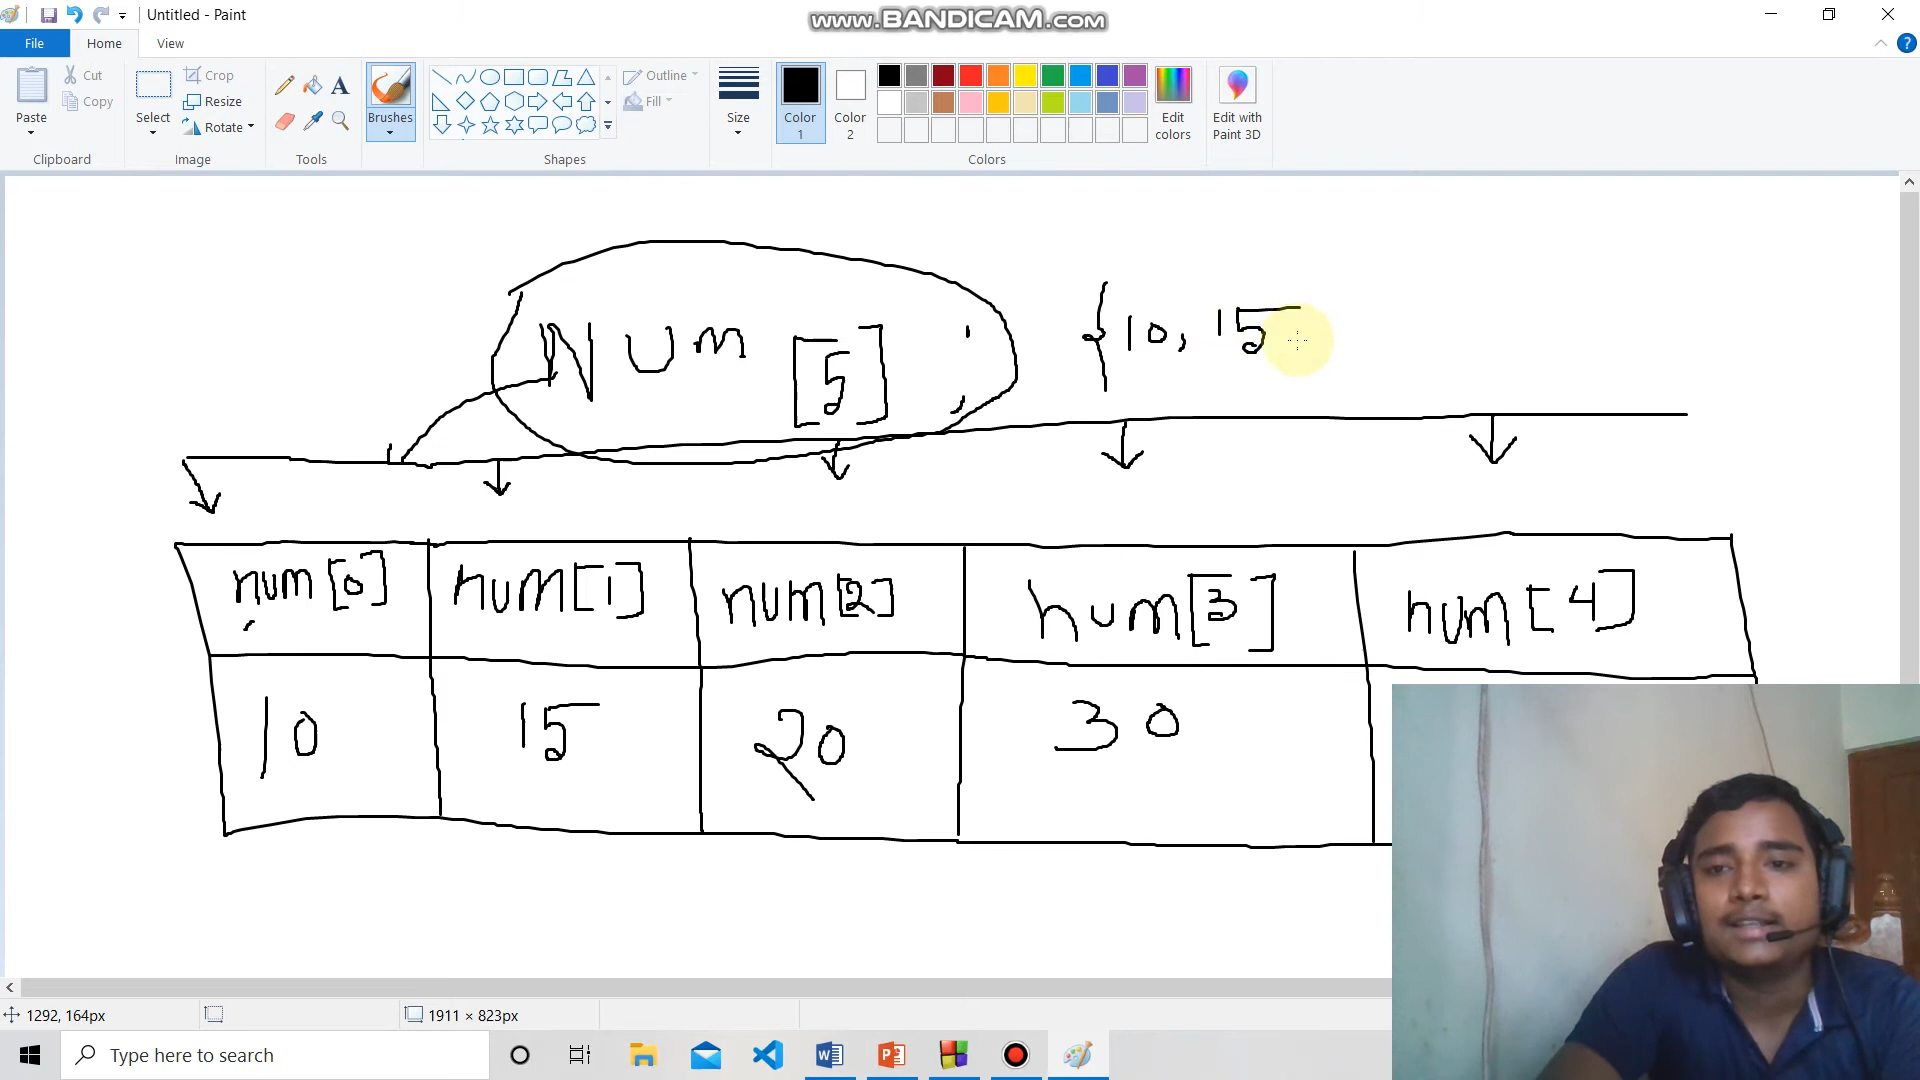 Untitled - Paint
www.BANDICAM.com
File Home View
Cut
Copy
Paste
Crop
Resize
Rotate
Select
Brushes
Outline
Fill
Size
Color 1
Color 2
Edit colors
Edit with Paint 3D
Clipboard Image Tools Shapes Colors
Num [5] ; {10, 15
num[0] num[1] num[2] num[3] num[4]
10 15 20 30
1292, 164px 1911 × 823px
Type here to search